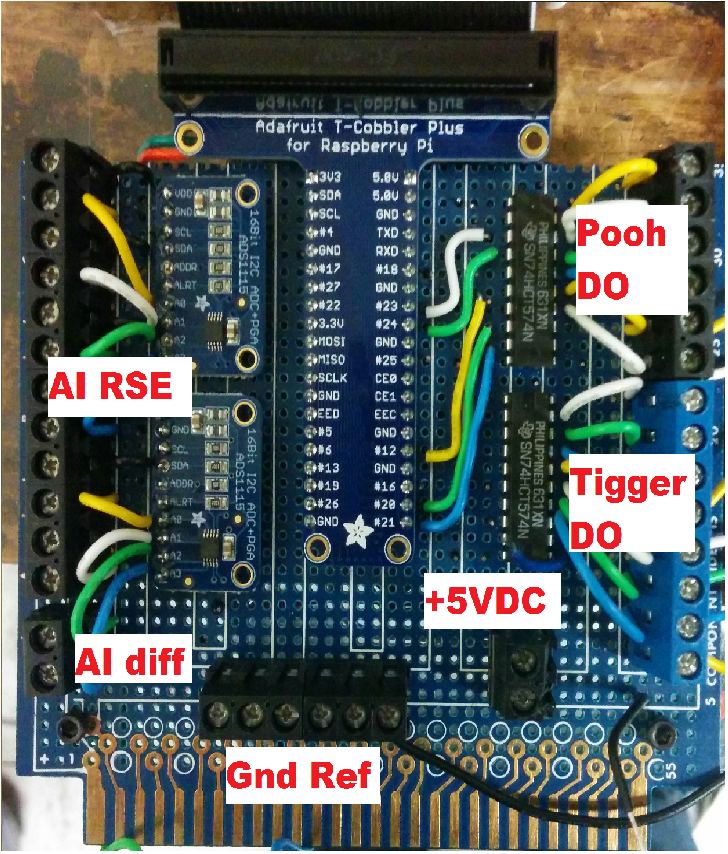 Adafruit T-Cobbler Plus
for Raspberry Pi
3V3 5.0V
SDA 5.0V
SCL GND
#4 TXD
GND RXD
#17 #18
#27 GND
#22 #23
3.3V #24
MOSI GND
MISO #25
SCLK CE0
GND CE1
EED EEC
#5 GND
#6 #12
#13 GND
#19 #16
#26 #20
GND #21
VDD
GND
SCL
SDA
ADDR
ALRT
A0
A1
A2
16Bit I2C ADC+PGA
ADS1115
GND
SCL
SDA
ADDR
ALRT
A0
A1
A2
A3
16Bit I2C ADC+PGA
ADS1115
PHILIPPINES 631XN
SN74HC1574N
PHILIPPINES 631XN
SN74HC1574N
Pooh
DO
AI RSE
Tigger
DO
+5VDC
AI diff
Gnd Ref
+
55